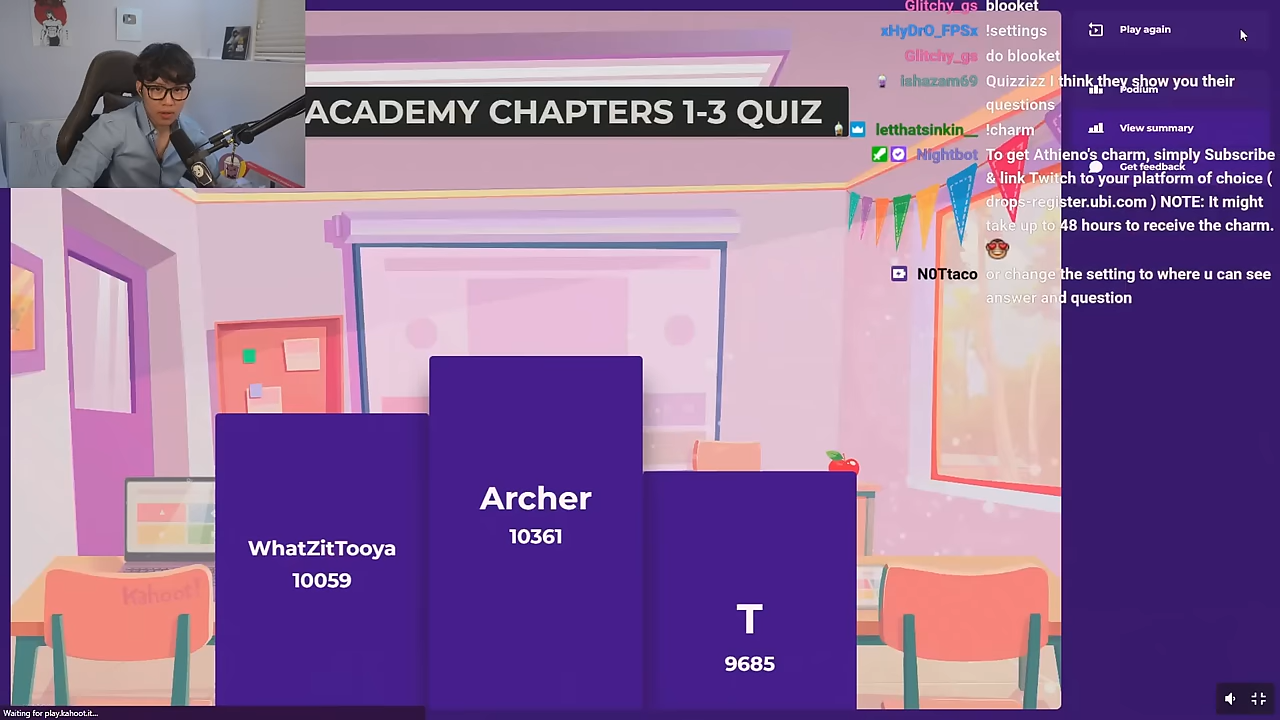 Glitchy_gs blooket
xHyDrO_FPSx !settings
Glitchy_gs do blooket
ishazam69 Quizzizz I think they show you their
questions
letthatsinkin__ !charm
Nightbot To get Athieno's charm, simply Subscribe
& link Twitch to your platform of choice (
drops-register.ubi.com ) NOTE: It might
take up to 48 hours to receive the charm.
N0Ttaco or change the setting to where u can see
answer and question
Play again
Podium
View summary
Get feedback
ACADEMY CHAPTERS 1-3 QUIZ
Archer
10361
WhatZitTooya
10059
T
9685
Kahoot!
Waiting for play.kahoot.it...